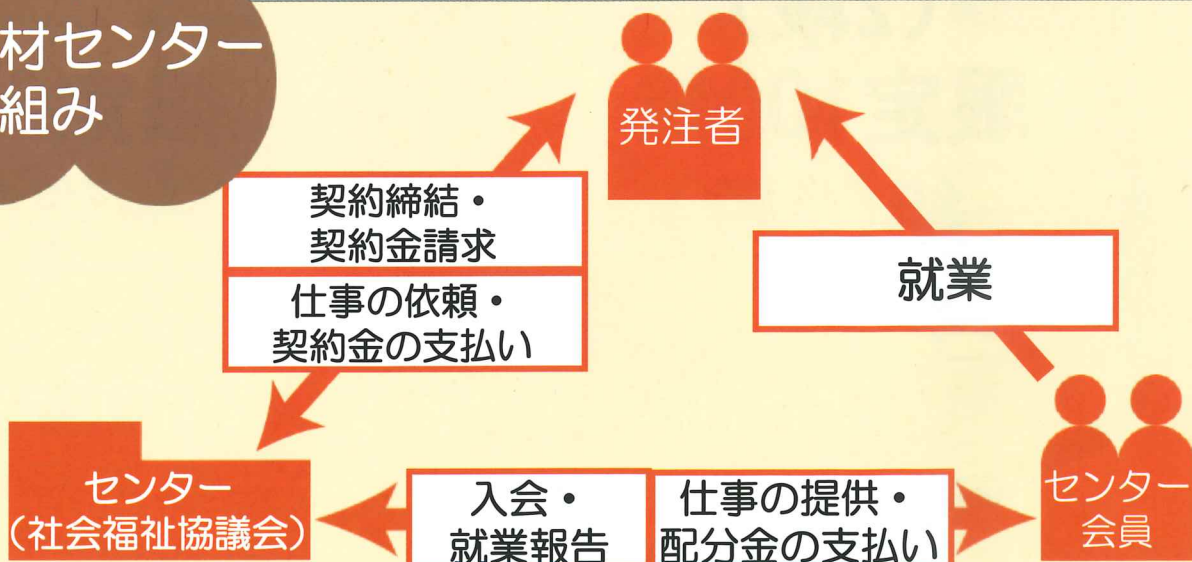 材センター
組み
発注者
契約締結・
契約金請求
仕事の依頼・
契約金の支払い
就業
センター
(社会福祉協議会)
入会・
就業報告
仕事の提供・
配分金の支払い
センター
会員